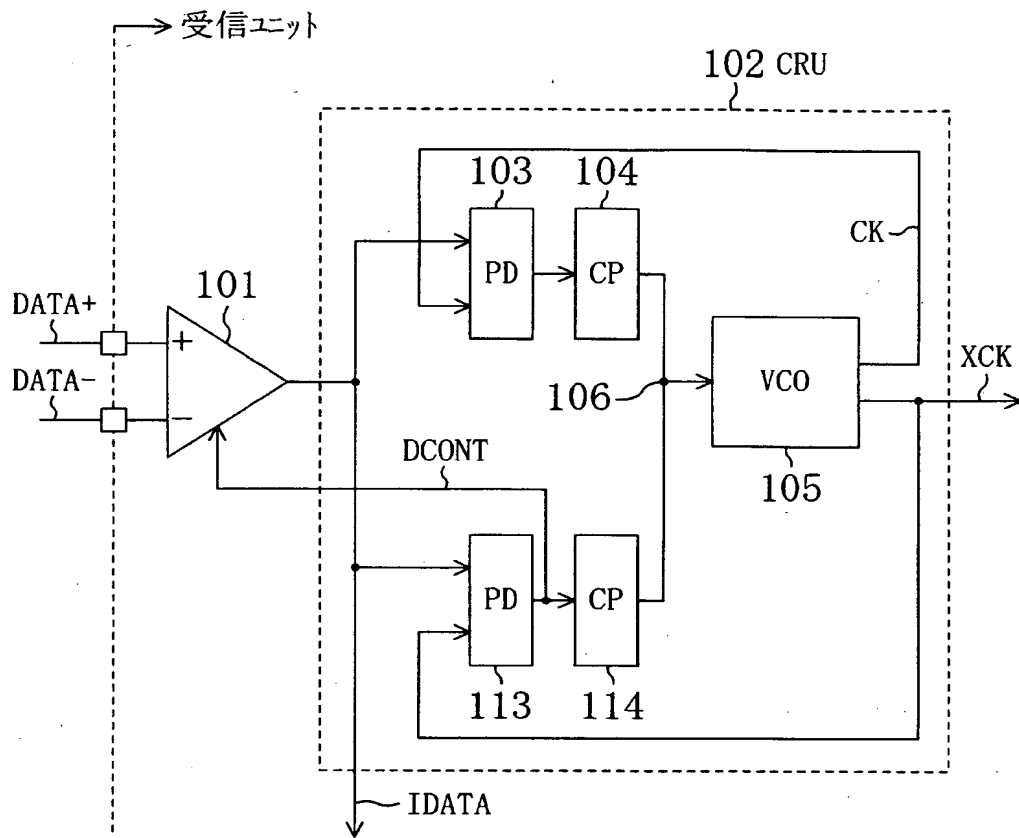 受信ユニット
102 CRU
103
104
CK
PD
CP
101
DATA+
+
XCK
VCO
106
DATA-
-
DCONT
105
PD
CP
113
114
IDATA